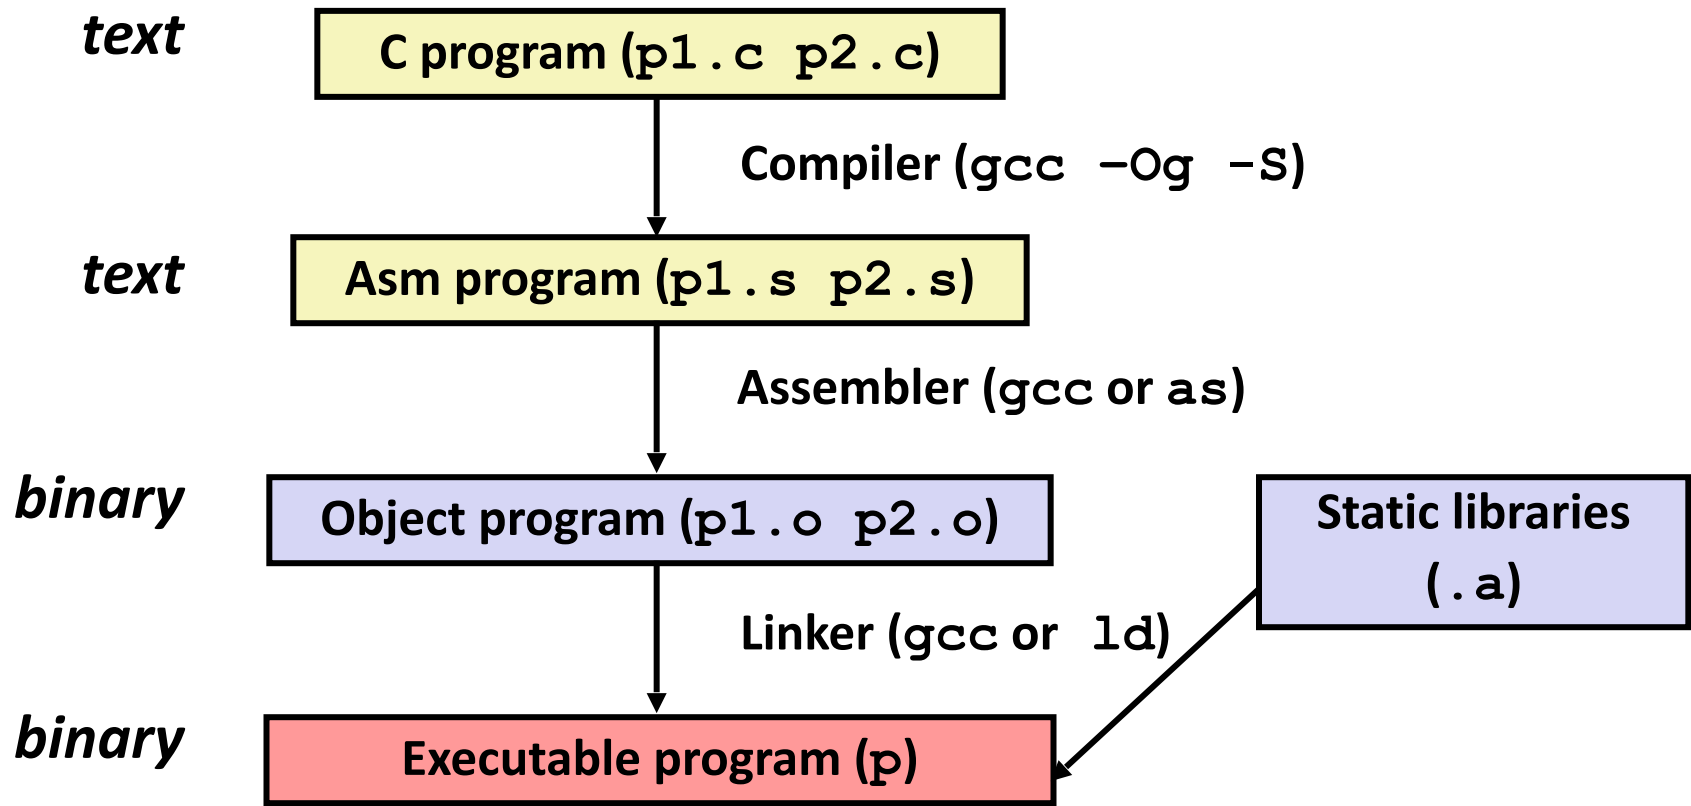 text
C program (p1.c p2.c)
Compiler (gcc –Og -S)
text
Asm program (p1.s p2.s)
Assembler (gcc or as)
binary
Object program (p1.o p2.o)
Static libraries
(.a)
Linker (gcc or ld)
binary
Executable program (p)